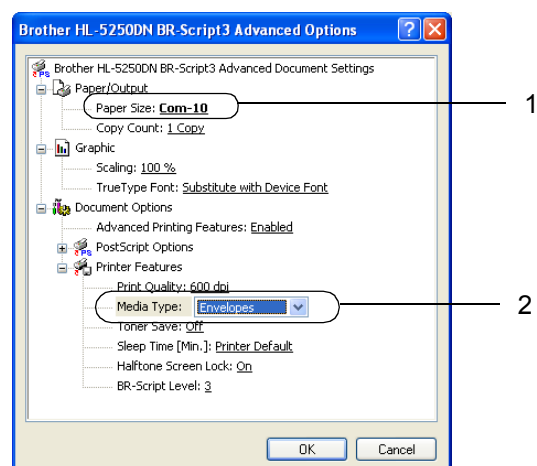 Brother HL-5250DN BR-Script3 Advanced Options
Brother HL-5250DN BR-Script3 Advanced Document Settings
Paper/Output
Paper Size: Com-10
1
Copy Count: 1 Copy
Graphic
Scaling: 100 %
TrueType Font: Substitute with Device Font
Document Options
Advanced Printing Features: Enabled
PostScript Options
Printer Features
Print Quality: 600 dpi
Media Type: Envelopes
2
Toner Save: Off
Sleep Time [Min.]: Printer Default
Halftone Screen Lock: On
BR-Script Level: 3
OK Cancel